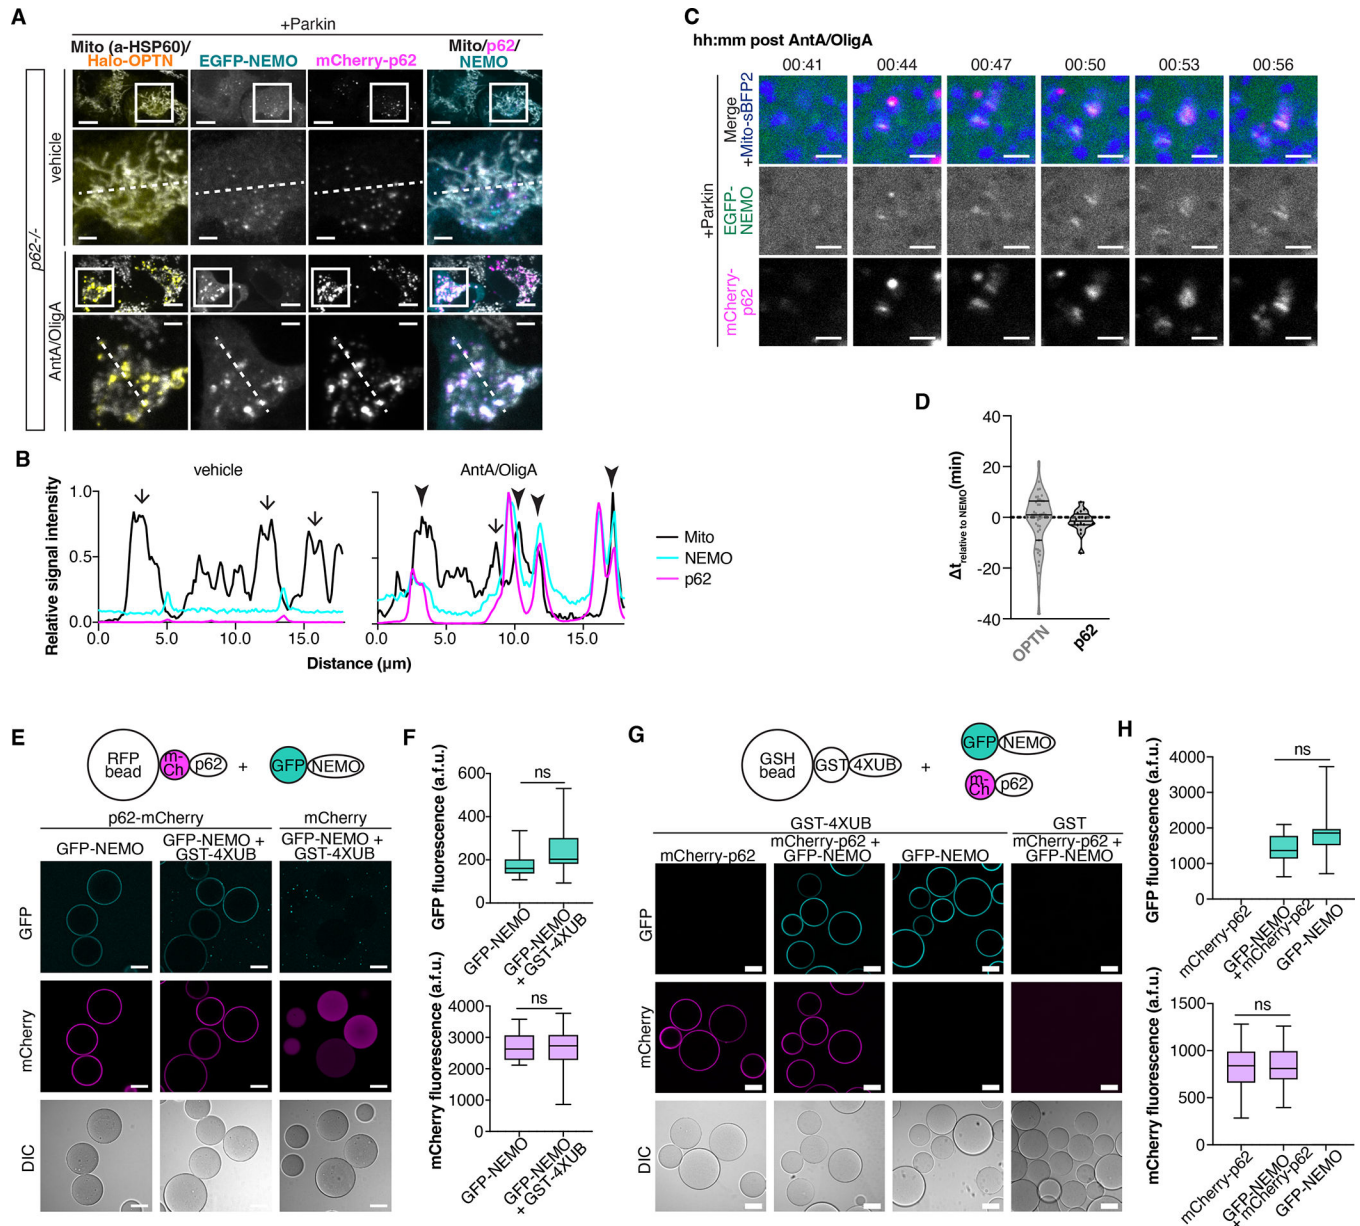 A
+Parkin
Mito (a-HSP60)/
Halo-OPTN
EGFP-NEMO
mCherry-p62
Mito/p62/
NEMO
p62-/-
vehicle
AntA/OligA
B
vehicle
AntA/OligA
Relative signal intensity
1.0
0.5
0.0
0.0
5.0
10.0
15.0
0.0
5.0
10.0
15.0
Distance (µm)
Mito
NEMO
p62
C
hh:mm post AntA/OligA
00:41
00:44
00:47
00:50
00:53
00:56
+Parkin
Merge
+Mito-sBFP2
EGFP-
NEMO
mCherry-
p62
D
Δt relative to NEMO (min)
40
20
0
-20
-40
OPTN
p62
E
RFP
bead
m-
Ch
p62
+
GFP
NEMO
p62-mCherry
mCherry
GFP-NEMO
GFP-NEMO +
GST-4XUB
GFP-NEMO +
GST-4XUB
GFP
mCherry
DIC
F
GFP fluorescence (a.f.u.)
600
400
200
0
ns
GFP-NEMO
GFP-NEMO
+ GST-4XUB
mCherry fluorescence (a.f.u.)
4000
3000
2000
1000
0
ns
GFP-NEMO
GFP-NEMO
+ GST-4XUB
G
GSH
bead
GST
4XUB
+
GFP
NEMO
m-
Ch
p62
GST-4XUB
GST
mCherry-p62
mCherry-p62 +
GFP-NEMO
GFP-NEMO
mCherry-p62 +
GFP-NEMO
GFP
mCherry
DIC
H
GFP fluorescence (a.f.u.)
4000
3000
2000
1000
0
ns
mCherry-p62
GFP-NEMO
+ mCherry-p62
GFP-NEMO
mCherry fluorescence (a.f.u.)
1500
1000
500
0
ns
mCherry-p62
GFP-NEMO
+ mCherry-p62
GFP-NEMO